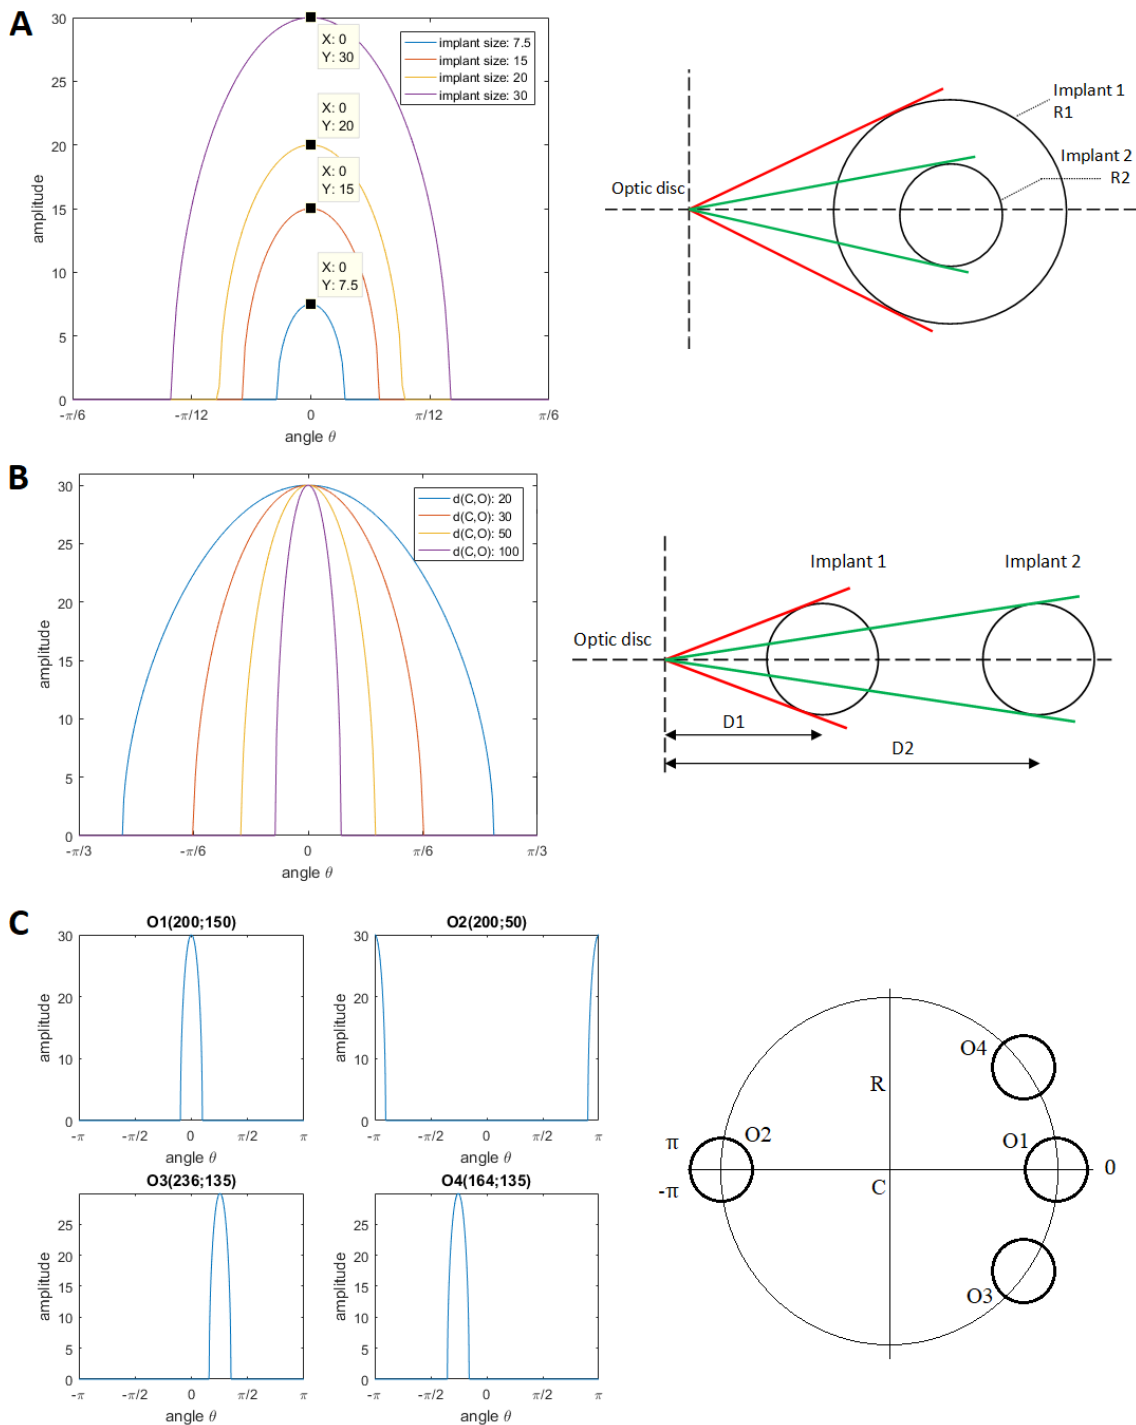 A
30
25
20
15
10
5
0
amplitude
-π/6
-π/12
0
π/12
π/6
angle θ
X: 0
Y: 30
X: 0
Y: 20
X: 0
Y: 15
X: 0
Y: 7.5
implant size: 7.5
implant size: 15
implant size: 20
implant size: 30
Optic disc
Implant 1
R1
Implant 2
R2
B
30
25
20
15
10
5
0
amplitude
-π/3
-π/6
0
π/6
π/3
angle θ
d(C,O): 20
d(C,O): 30
d(C,O): 50
d(C,O): 100
Implant 1
Implant 2
Optic disc
D1
D2
C
O1(200;150)
30
20
10
0
amplitude
-π
-π/2
0
π/2
π
angle θ
O2(200;50)
30
20
10
0
amplitude
-π
-π/2
0
π/2
π
angle θ
O3(236;135)
25
20
15
10
5
0
amplitude
-π
-π/2
0
π/2
π
angle θ
O4(164;135)
25
20
15
10
5
0
amplitude
-π
-π/2
0
π/2
π
angle θ
O4
R
π
O2
O1
0
-π
C
O3